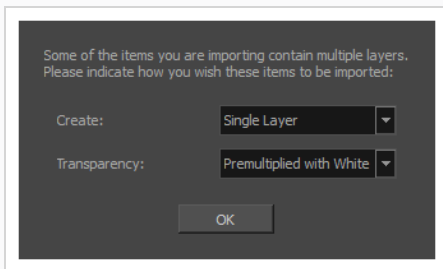 Some of the items you are importing contain multiple layers.
Please indicate how you wish these items to be imported:
Create: Single Layer
Transparency: Premultiplied with White
OK